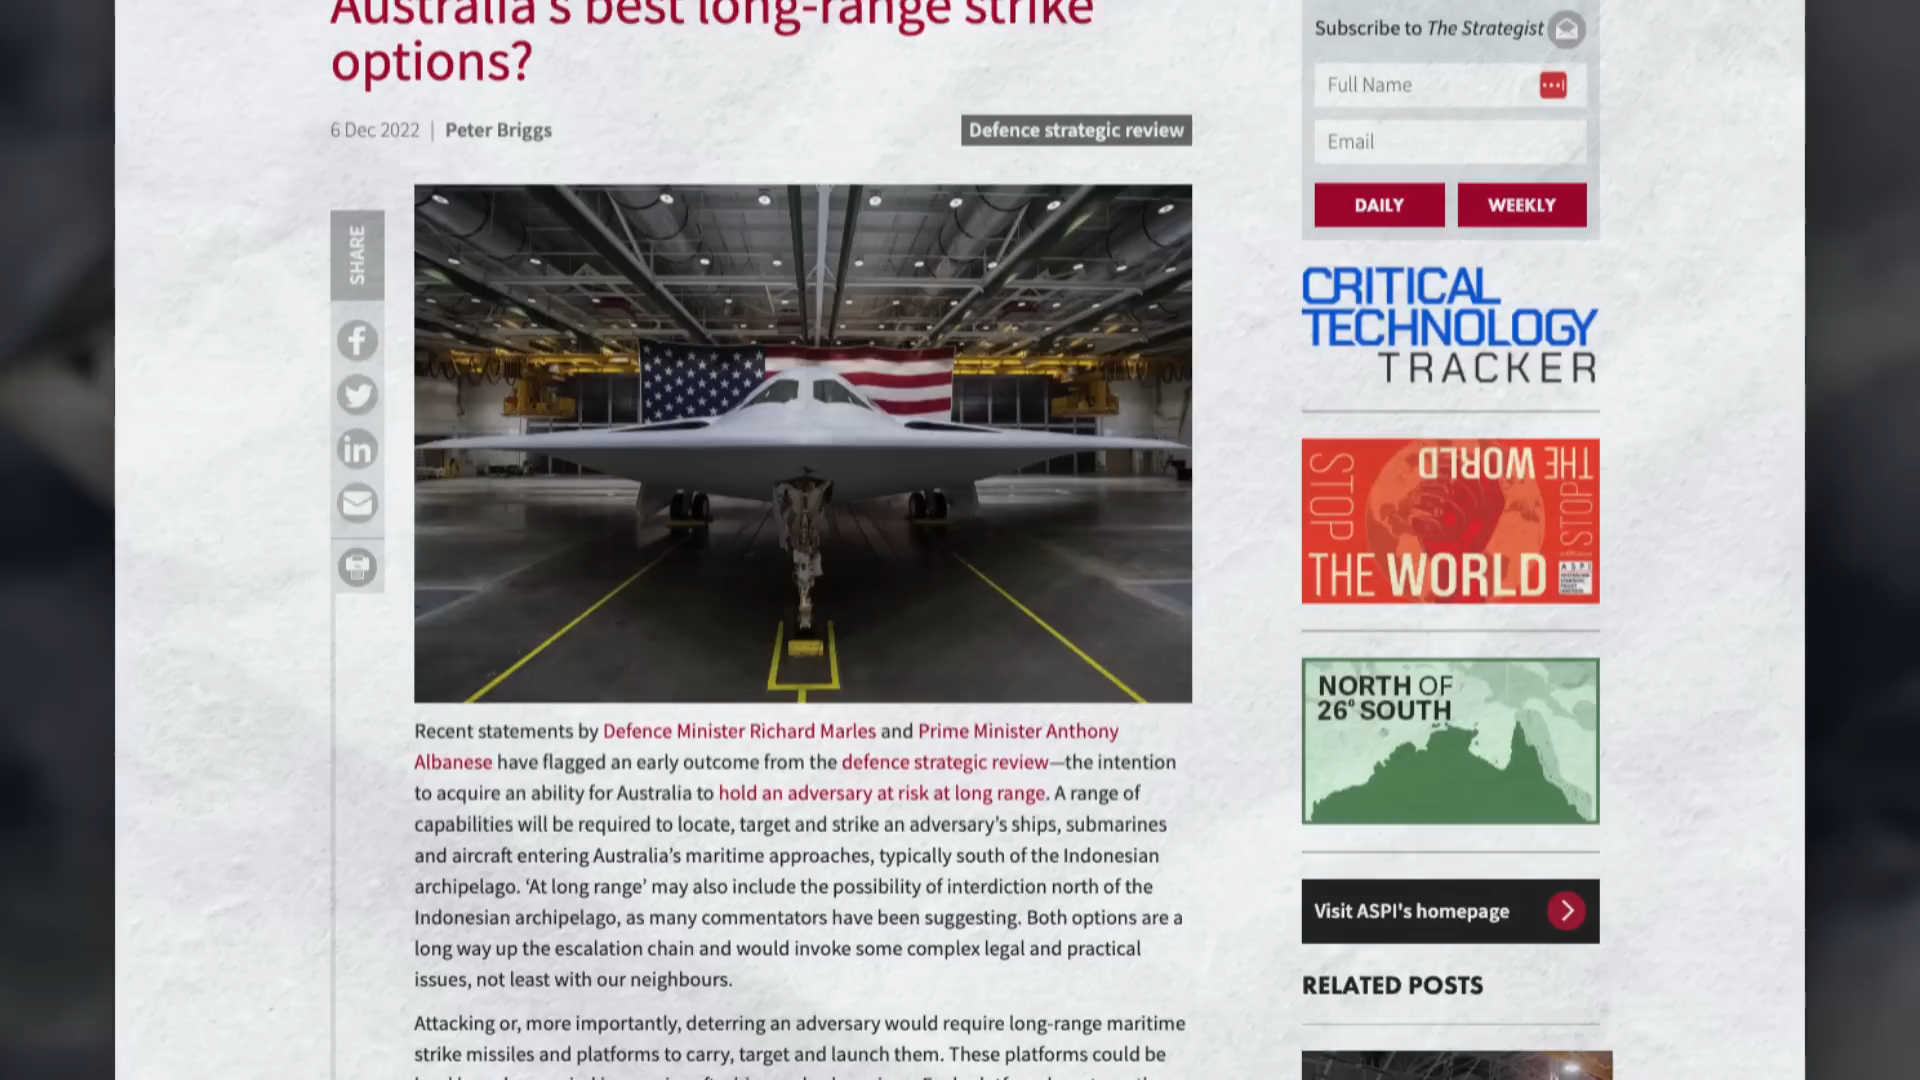 Australia's best long-range strike
options?
6 Dec 2022 | Peter Briggs
Defence strategic review
SHARE
Recent statements by Defence Minister Richard Marles and Prime Minister Anthony
Albanese have flagged an early outcome from the defence strategic review—the intention
to acquire an ability for Australia to hold an adversary at risk at long range. A range of
capabilities will be required to locate, target and strike an adversary's ships, submarines
and aircraft entering Australia's maritime approaches, typically south of the Indonesian
archipelago. 'At long range' may also include the possibility of interdiction north of the
Indonesian archipelago, as many commentators have been suggesting. Both options are a
long way up the escalation chain and would invoke some complex legal and practical
issues, not least with our neighbours.
Attacking or, more importantly, deterring an adversary would require long-range maritime
strike missiles and platforms to carry, target and launch them. These platforms could be
Subscribe to The Strategist
Full Name
Email
DAILY
WEEKLY
CRITICAL
TECHNOLOGY
TRACKER
STOP
THE WORLD
STOP
THE WORLD
ASPI
NORTH OF
26° SOUTH
Visit ASPI's homepage
RELATED POSTS